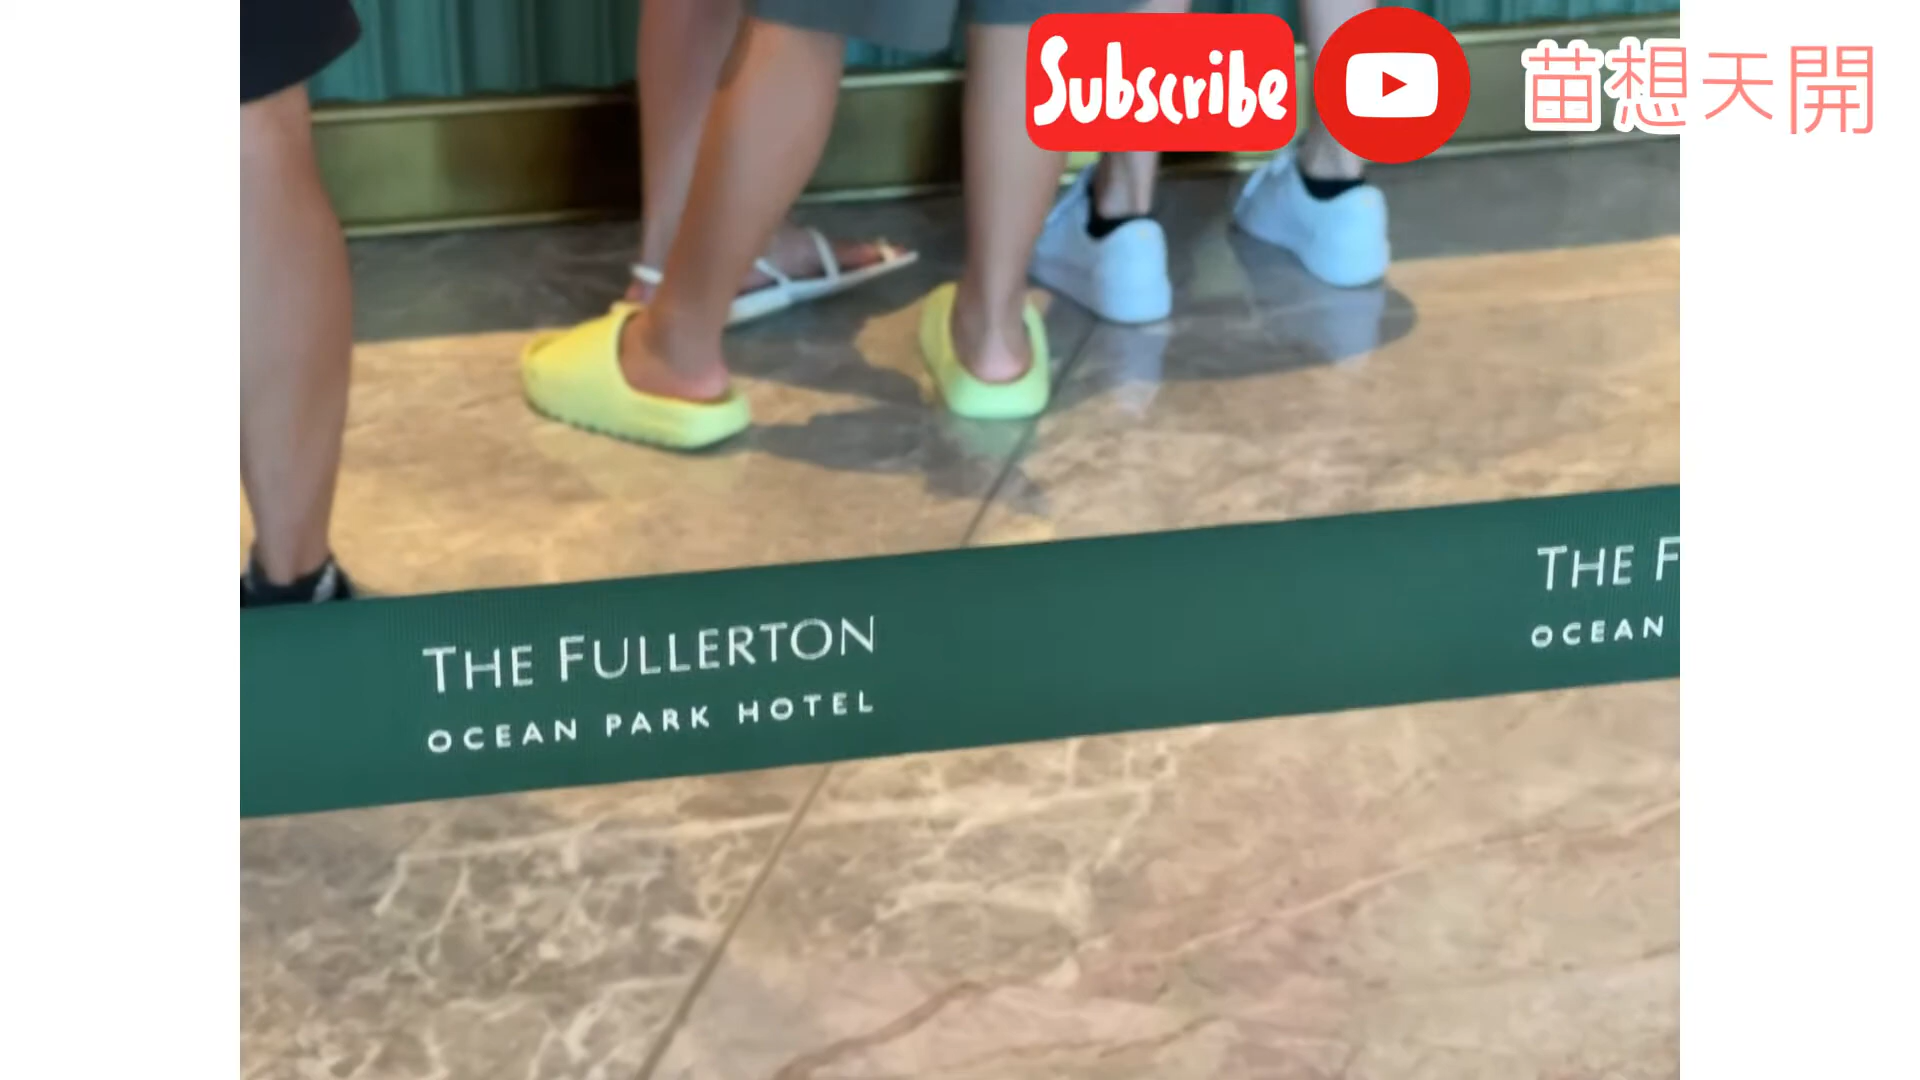 Subscribe
苗想天開
THE FULLERTON
OCEAN PARK HOTEL
THE F
OCEAN